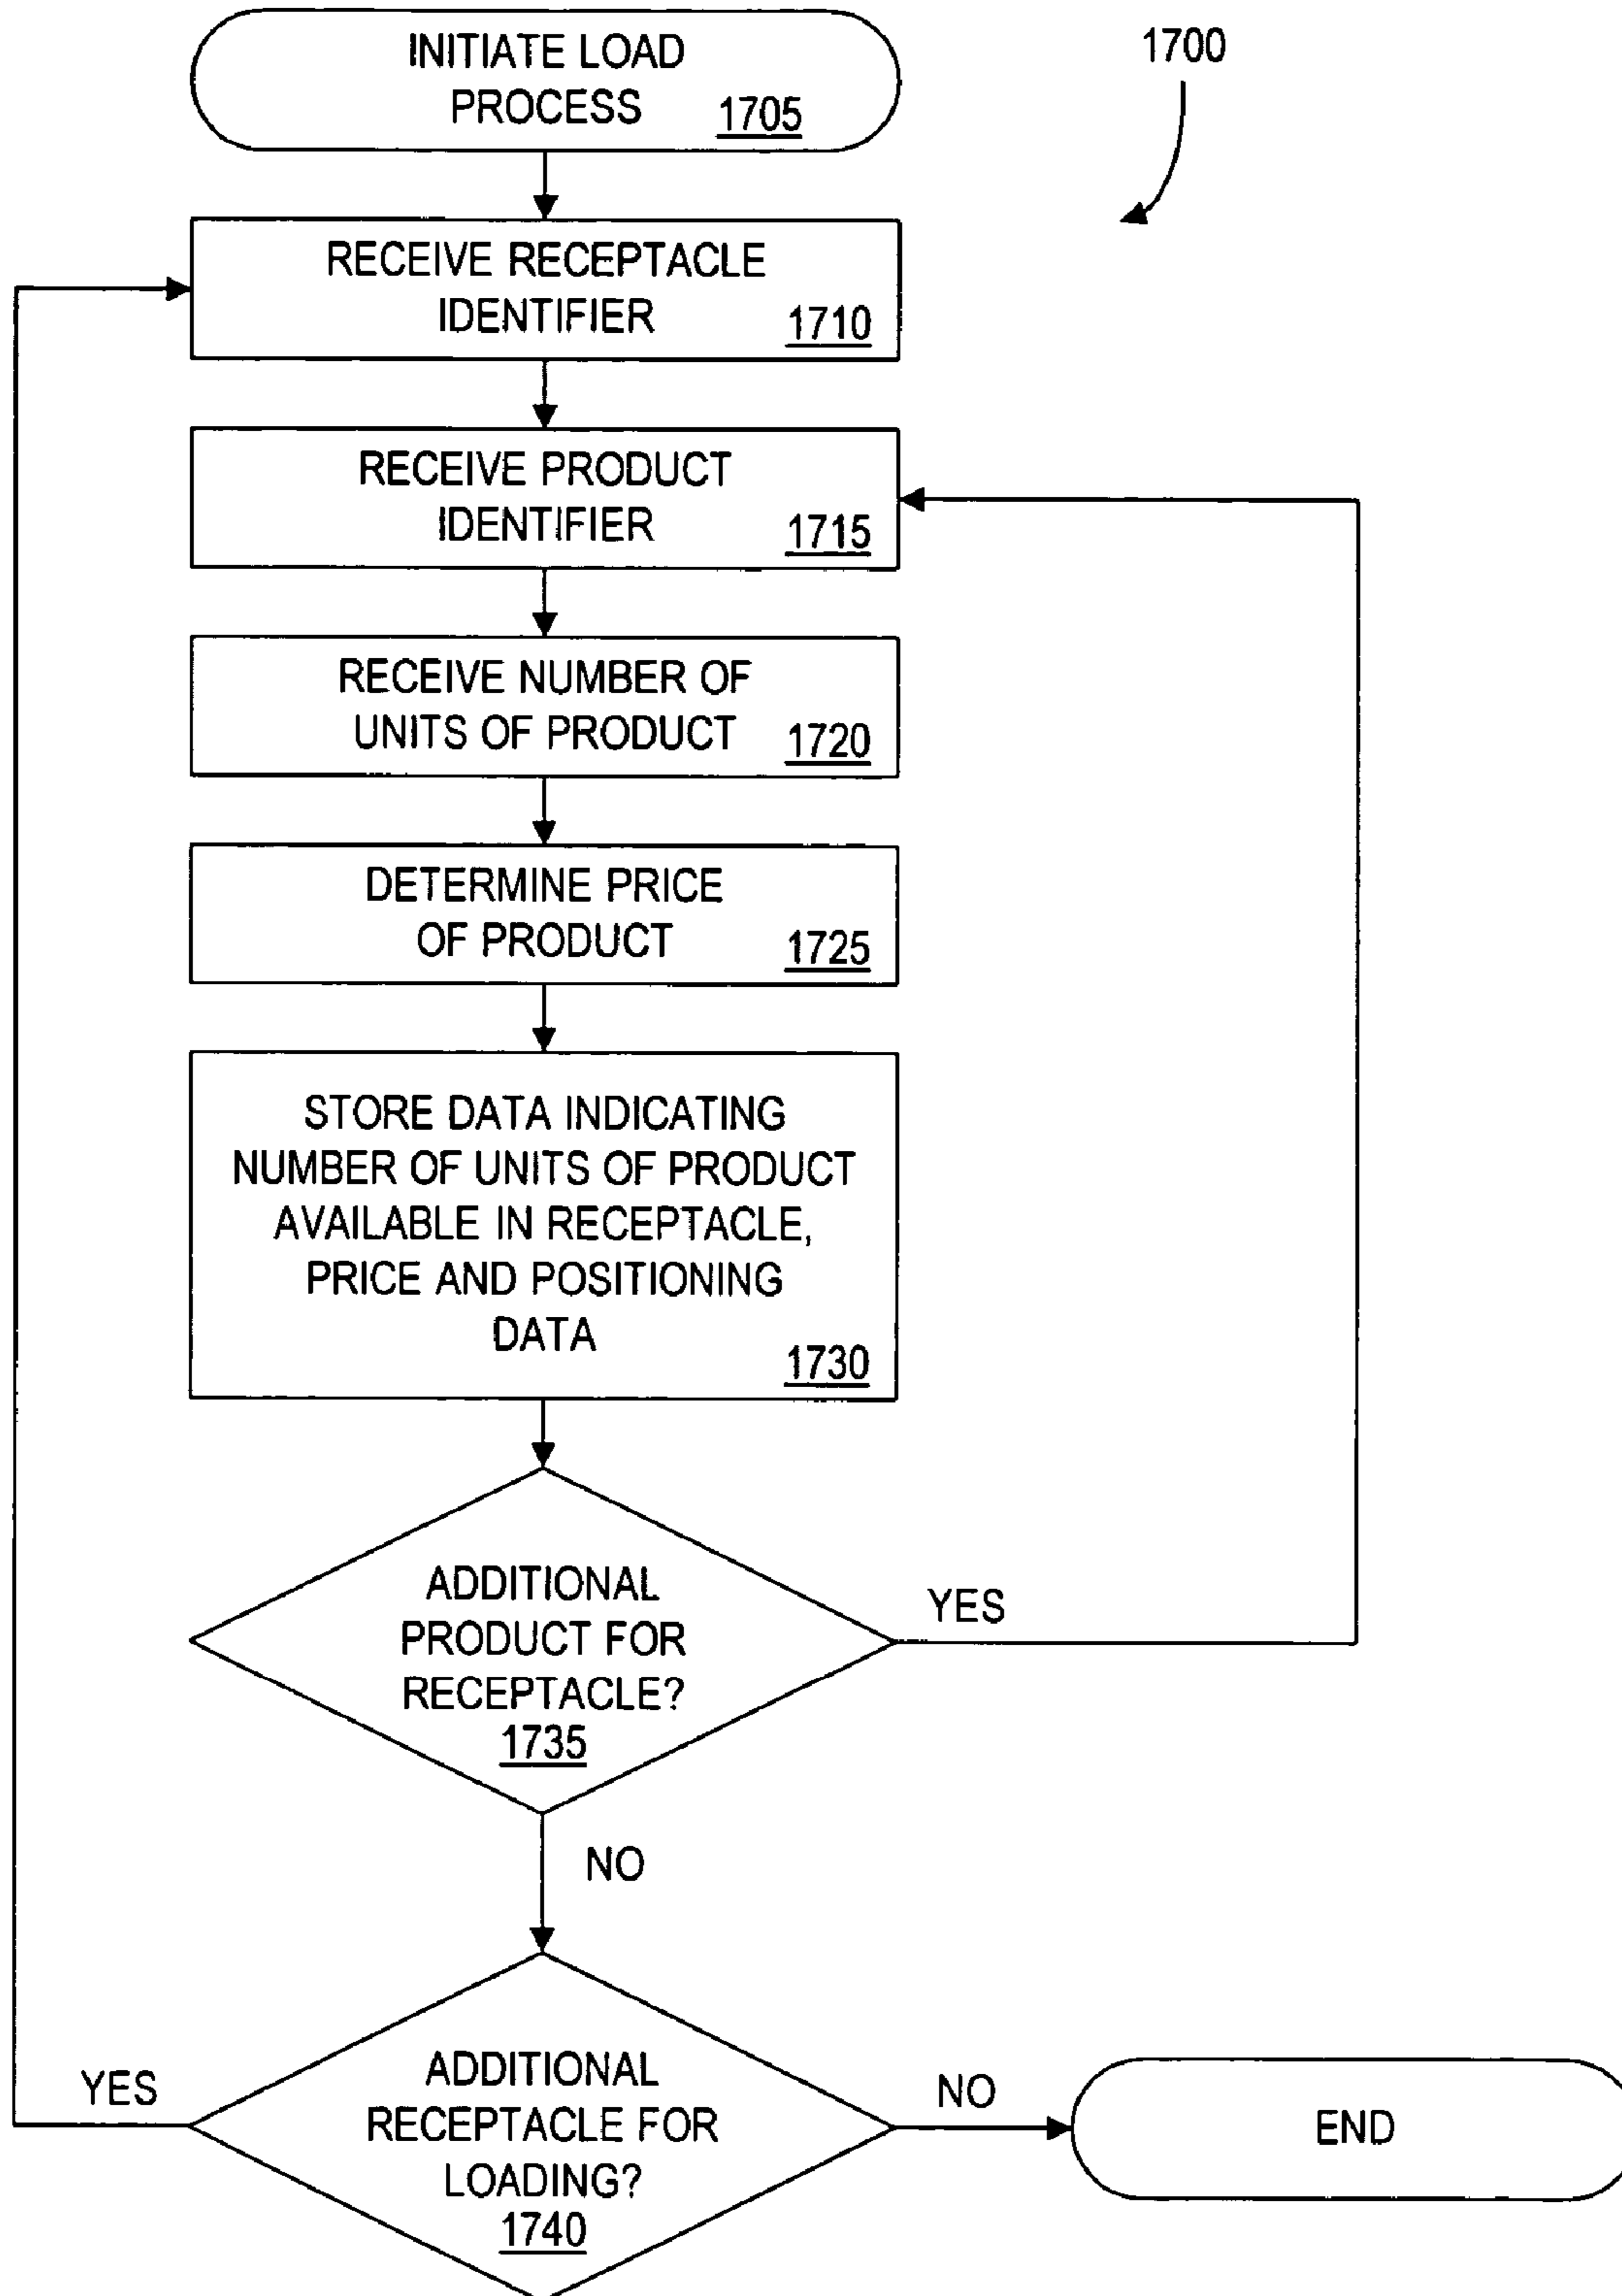 INITIATE LOAD
PROCESS 1705
1700
RECEIVE RECEPTACLE
IDENTIFIER 1710
RECEIVE PRODUCT
IDENTIFIER 1715
RECEIVE NUMBER OF
UNITS OF PRODUCT 1720
DETERMINE PRICE
OF PRODUCT 1725
STORE DATA INDICATING
NUMBER OF UNITS OF PRODUCT
AVAILABLE IN RECEPTACLE,
PRICE AND POSITIONING
DATA 1730
ADDITIONAL
PRODUCT FOR
RECEPTACLE?
1735
YES
NO
ADDITIONAL
RECEPTACLE FOR
LOADING?
1740
YES
NO
END